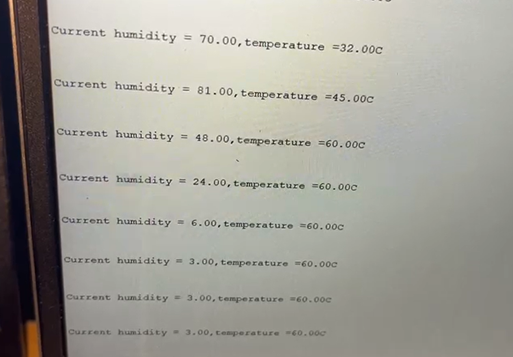 Current humidity = 70.00,temperature =32.00C
Current humidity = 81.00,temperature =45.00C
Current humidity = 48.00,temperature =60.00C
Current humidity = 24.00,temperature =60.00C
Current humidity = 6.00,temperature =60.00C
Current humidity = 3.00,temperature =60.00C
Current humidity = 3.00,temperature =60.00C
Current humidity = 3.00,temperature =60.00C